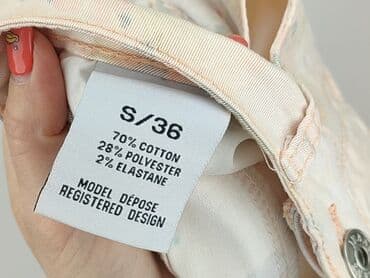 S/36
70% COTTON
28% POLYESTER
2% ELASTANE
MODEL DÉPOSE
REGISTERED DESIGN